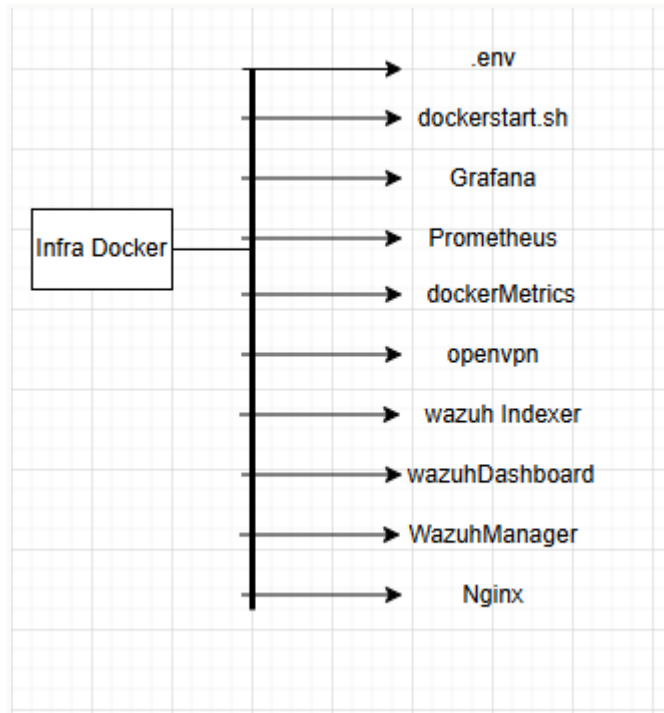 .env
dockerstart.sh
Grafana
Infra Docker
Prometheus
dockerMetrics
openvpn
wazuh Indexer
wazuhDashboard
WazuhManager
Nginx